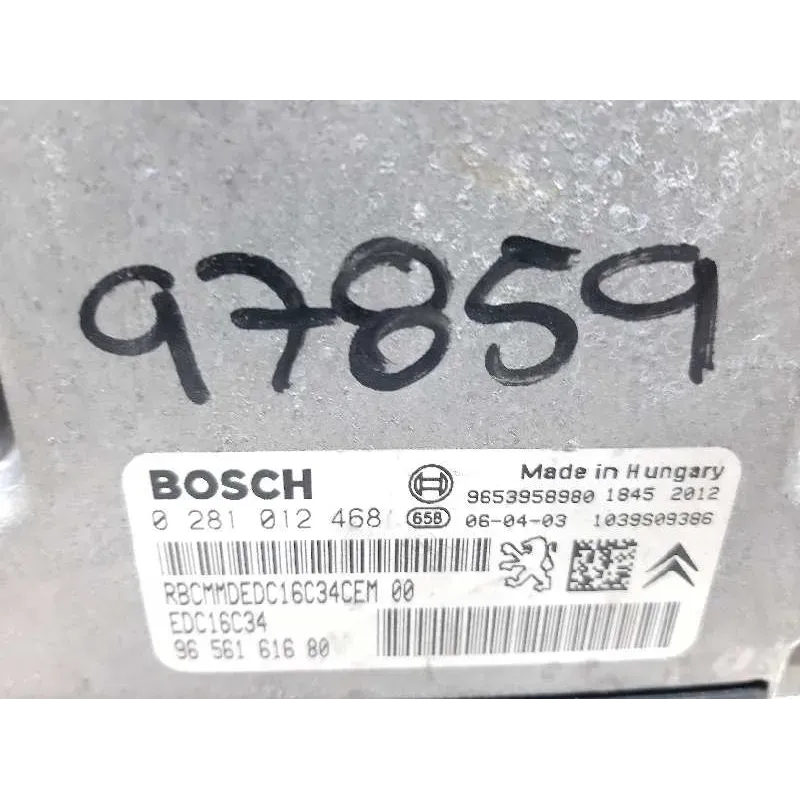 97859
BOSCH
Made in Hungary
9653958980 1845 2012
0 281 012 468 658 06-04-03 1039S09386
RBCMMDEDC16C34CEM 00
EDC16C34
96 561 616 80